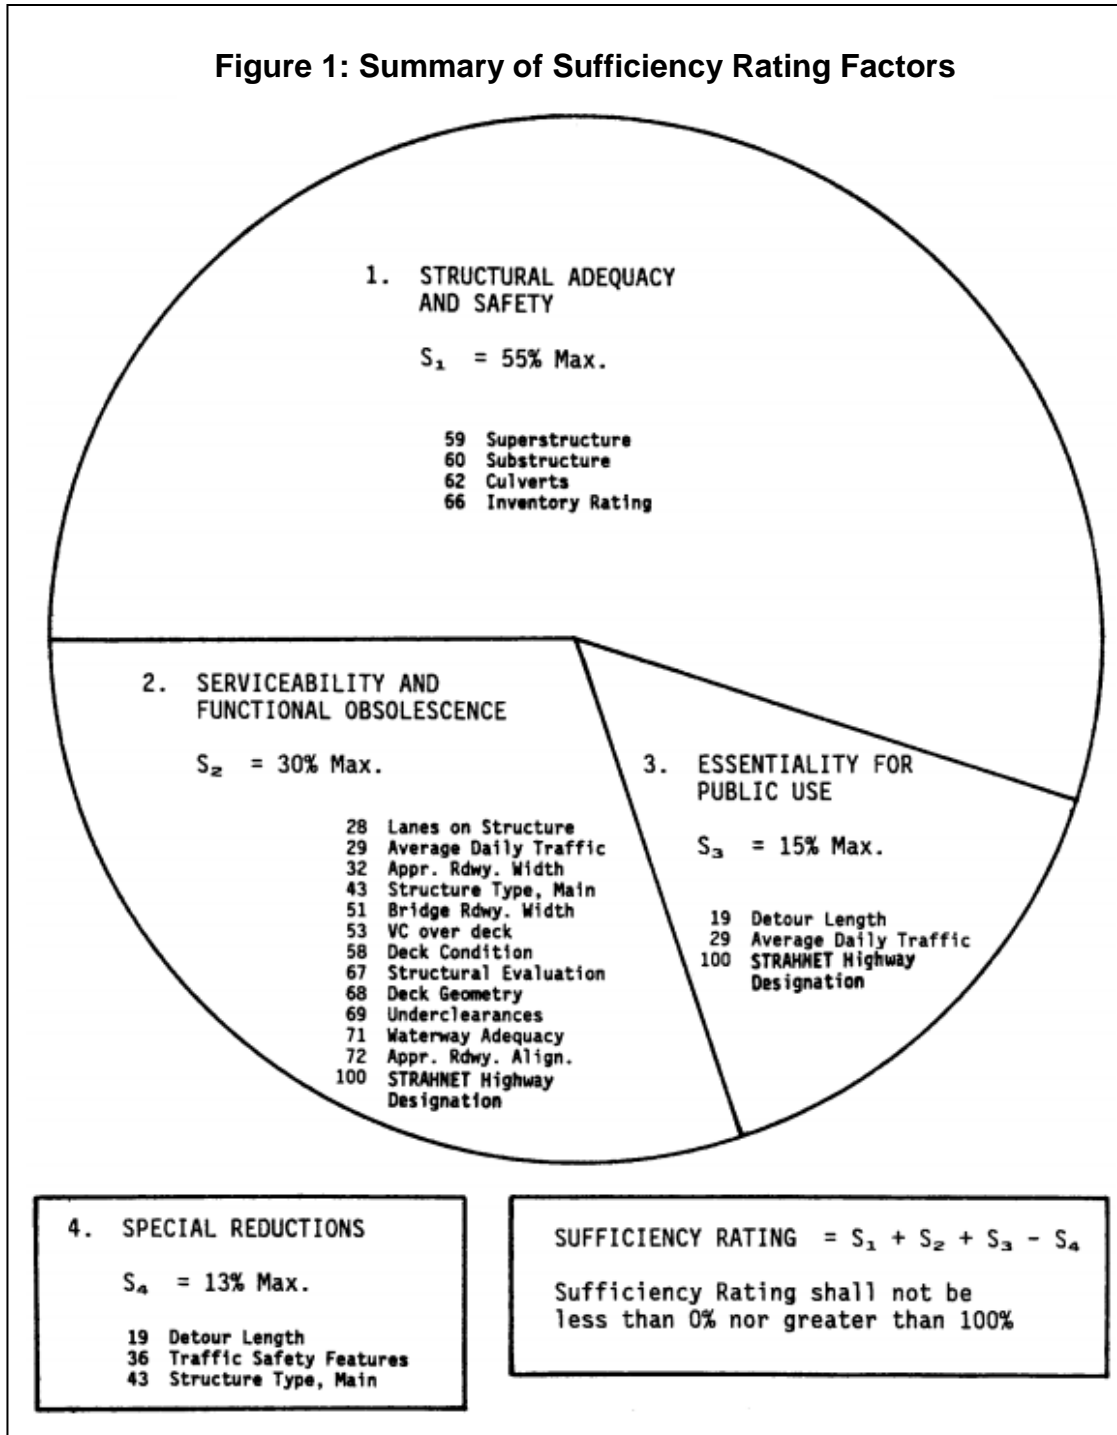 Figure 1: Summary of Sufficiency Rating Factors
1. STRUCTURAL ADEQUACY
AND SAFETY
S₁ = 55% Max.
59 Superstructure
60 Substructure
62 Culverts
66 Inventory Rating
2. SERVICEABILITY AND
FUNCTIONAL OBSOLESCENCE
S₂ = 30% Max.
28 Lanes on Structure
29 Average Daily Traffic
32 Appr. Rdwy. Width
43 Structure Type, Main
51 Bridge Rdwy. Width
53 VC over deck
58 Deck Condition
67 Structural Evaluation
68 Deck Geometry
69 Underclearances
71 Waterway Adequacy
72 Appr. Rdwy. Align.
100 STRAHNET Highway
Designation
3. ESSENTIALITY FOR
PUBLIC USE
S₃ = 15% Max.
19 Detour Length
29 Average Daily Traffic
100 STRAHNET Highway
Designation
4. SPECIAL REDUCTIONS
S₄ = 13% Max.
19 Detour Length
36 Traffic Safety Features
43 Structure Type, Main
SUFFICIENCY RATING = S₁ + S₂ + S₃ - S₄
Sufficiency Rating shall not be
less than 0% nor greater than 100%